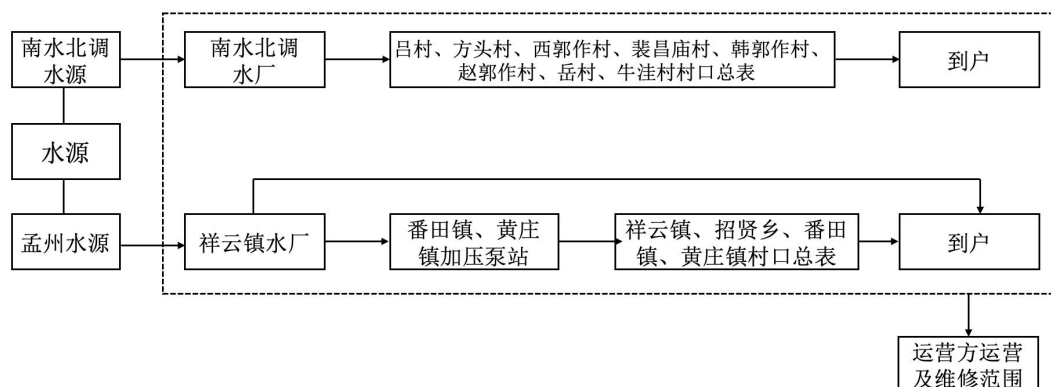 南水北调
水源
南水北调
水厂
吕村、方头村、西郭作村、裴昌庙村、韩郭作村、
赵郭作村、岳村、牛洼村村口总表
到户
水源
孟州水源
祥云镇水厂
番田镇、黄庄
镇加压泵站
祥云镇、招贤乡、番田
镇、黄庄镇村口总表
到户
运营方运营
及维修范围